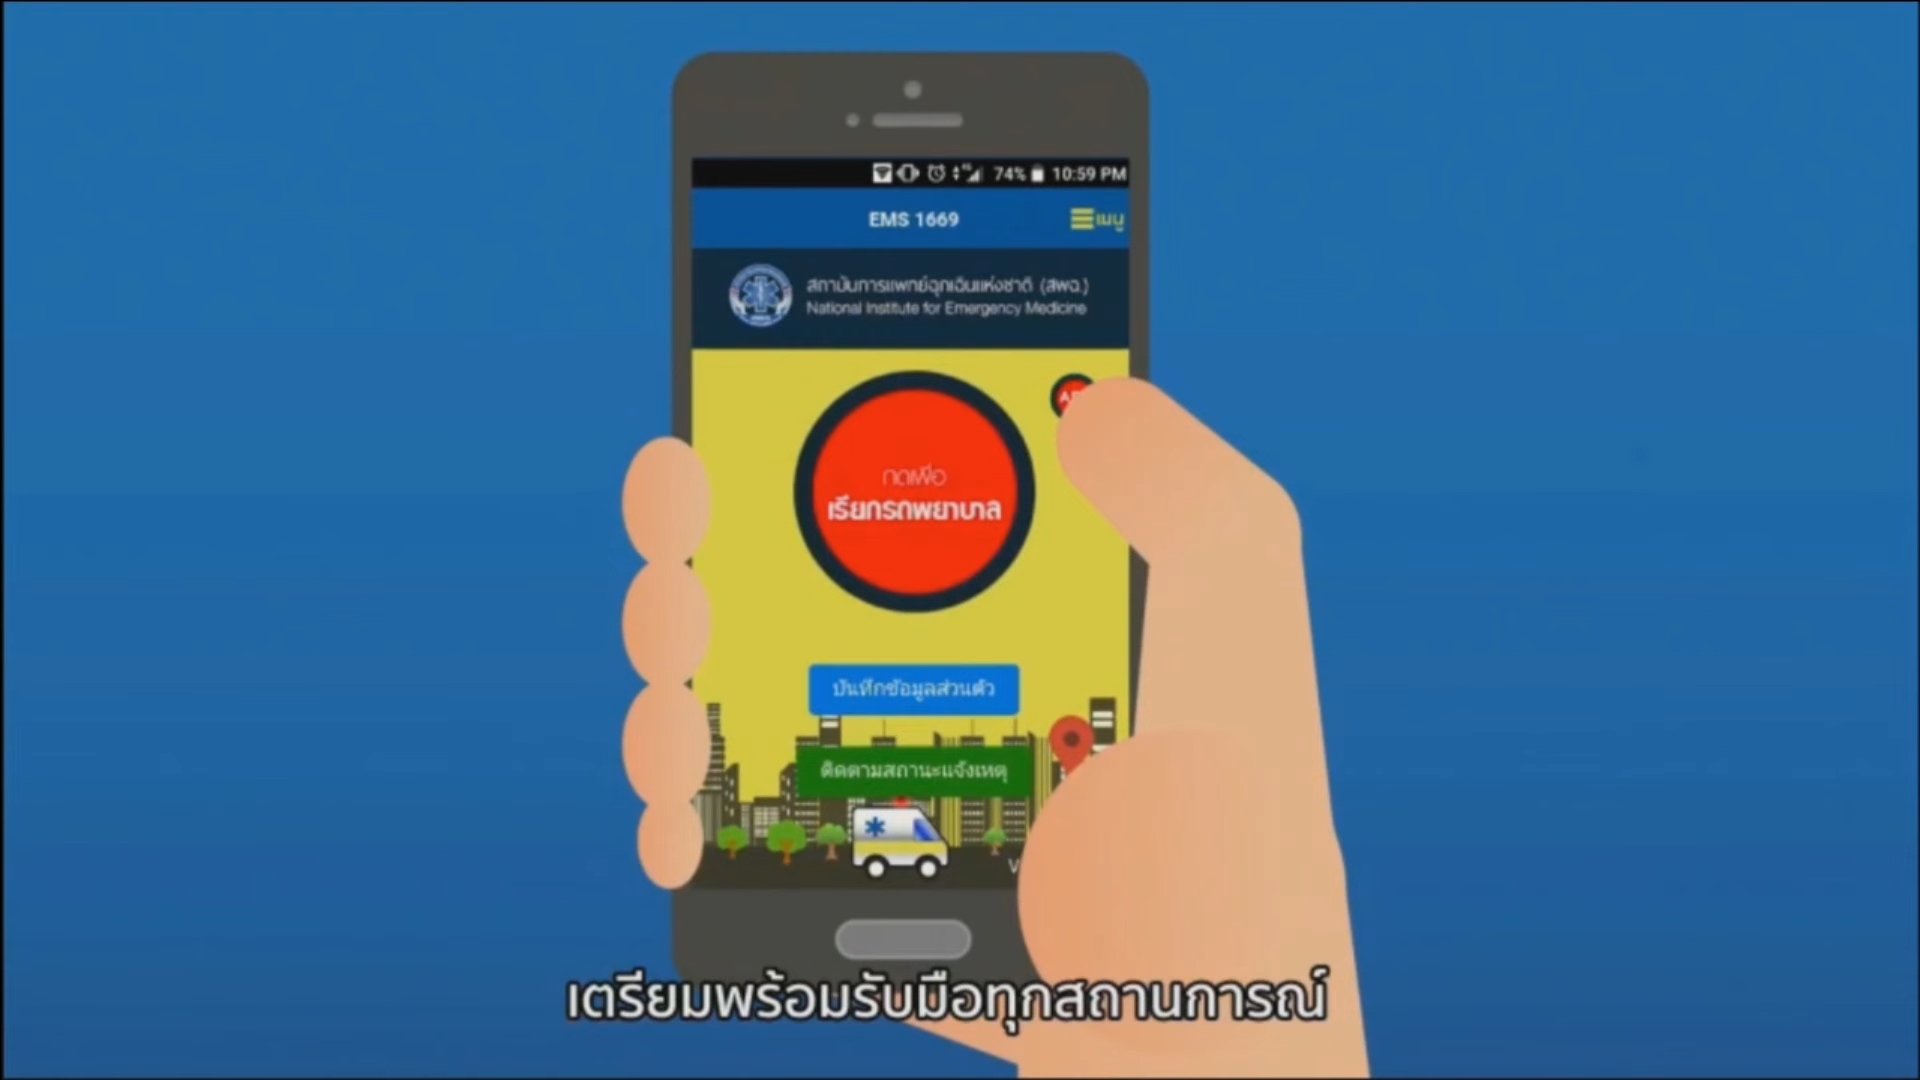 74% 10:59 PM
EMS 1669
เมนู
สถาบันการแพทย์ฉุกเฉินแห่งชาติ (สพฉ.)
National Institute for Emergency Medicine
กดเพื่อ
เรียกรถพยาบาล
บันทึกข้อมูลส่วนตัว
ติดตามสถานะแจ้งเหตุ
เตรียมพร้อมรับมือทุกสถานการณ์